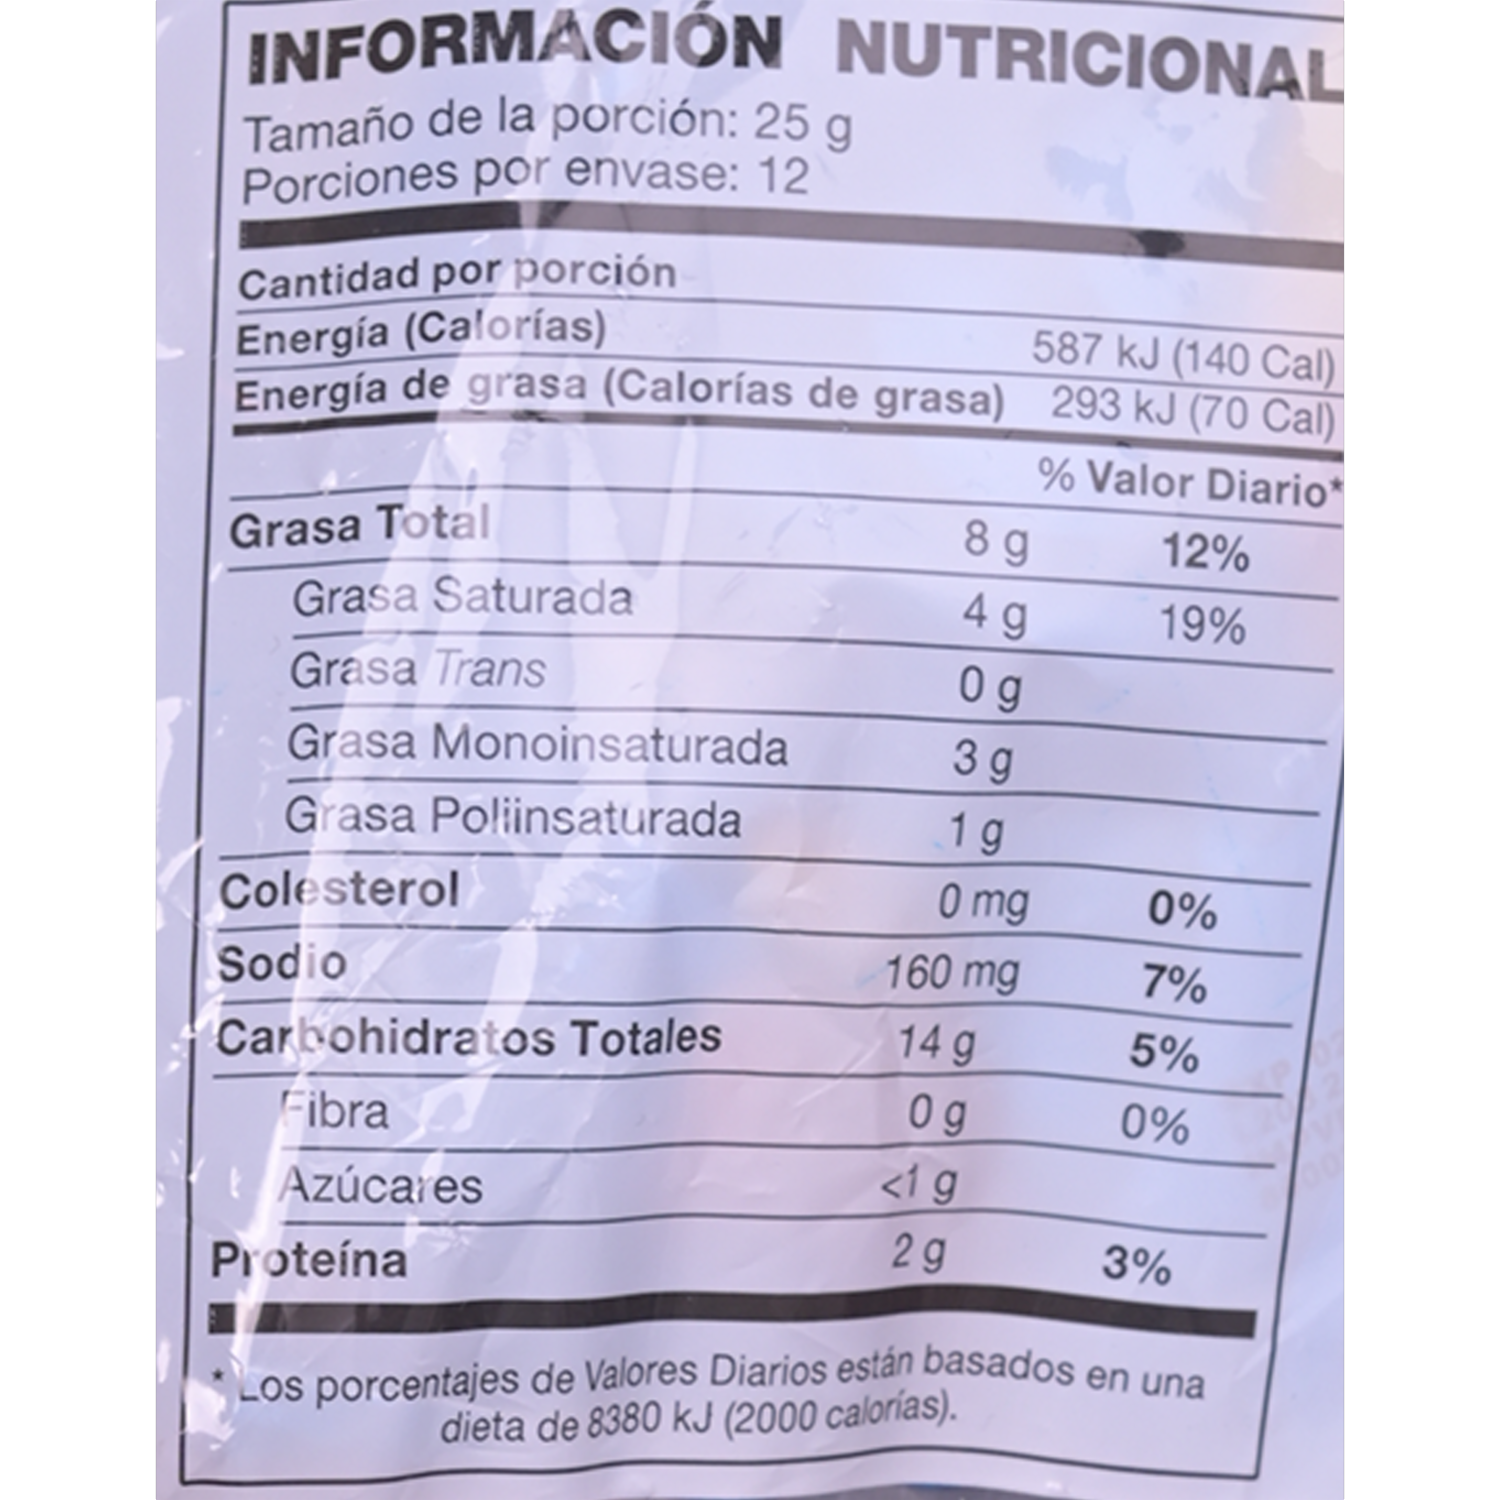 INFORMACIÓN NUTRICIONAL
Tamaño de la porción: 25 g
Porciones por envase: 12
Cantidad por porción
Energía (Calorías) 587 kJ (140 Cal)
Energía de grasa (Calorías de grasa) 293 kJ (70 Cal)
% Valor Diario*
Grasa Total 8 g 12%
Grasa Saturada 4 g 19%
Grasa Trans 0 g
Grasa Monoinsaturada 3 g
Grasa Poliinsaturada 1 g
Colesterol 0 mg 0%
Sodio 160 mg 7%
Carbohidratos Totales 14 g 5%
Fibra 0 g 0%
Azúcares <1 g
Proteína 2 g 3%
* Los porcentajes de Valores Diarios están basados en una
dieta de 8380 kJ (2000 calorías).